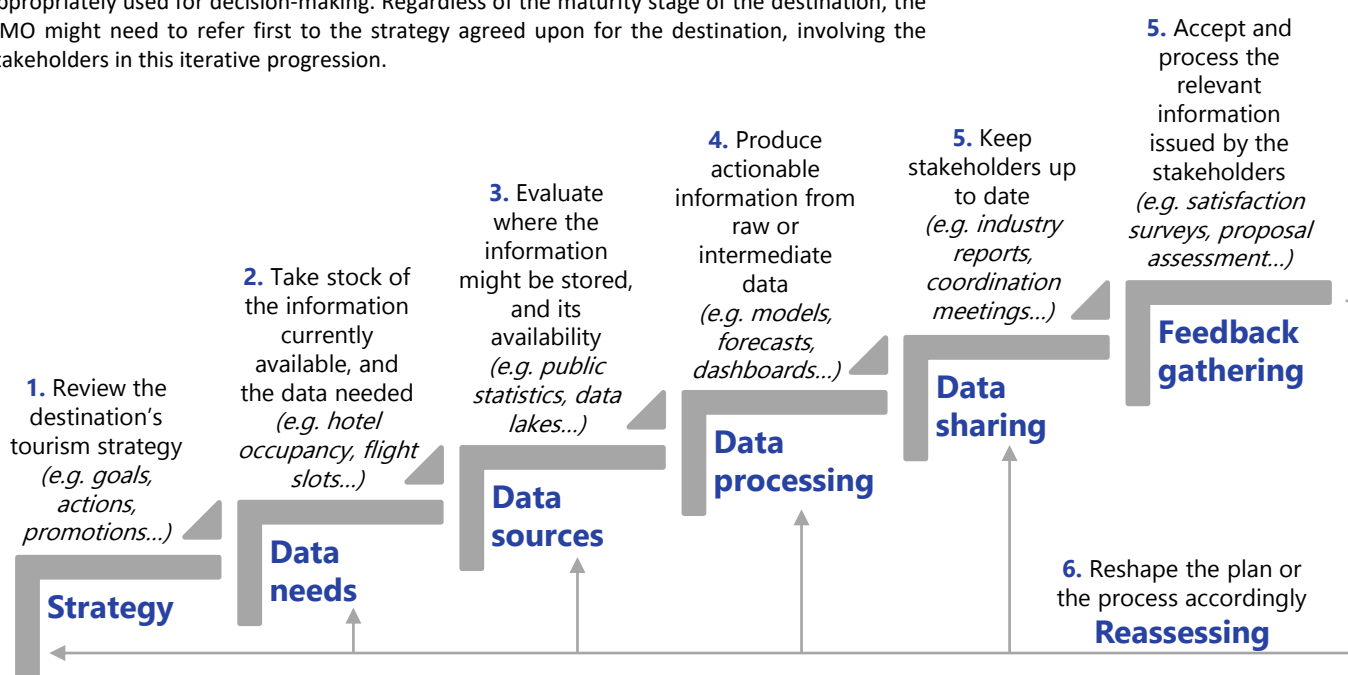 appropriately used for decision-making. Regardless of the maturity stage of the destination, the
DMO might need to refer first to the strategy agreed upon for the destination, involving the
stakeholders in this iterative progression.
1. Review the
destination's
tourism strategy
(e.g. goals,
actions,
promotions...)
Strategy
2. Take stock of
the information
currently
available, and
the data needed
(e.g. hotel
occupancy, flight
slots...)
Data
needs
3. Evaluate
where the
information
might be stored,
and its
availability
(e.g. public
statistics, data
lakes...)
Data
sources
4. Produce
actionable
information from
raw or
intermediate
data
(e.g. models,
forecasts,
dashboards...)
Data
processing
5. Keep
stakeholders up
to date
(e.g. industry
reports,
coordination
meetings...)
Data
sharing
5. Accept and
process the
relevant
information
issued by the
stakeholders
(e.g. satisfaction
surveys, proposal
assessment...)
Feedback
gathering
6. Reshape the plan or
the process accordingly
Reassessing